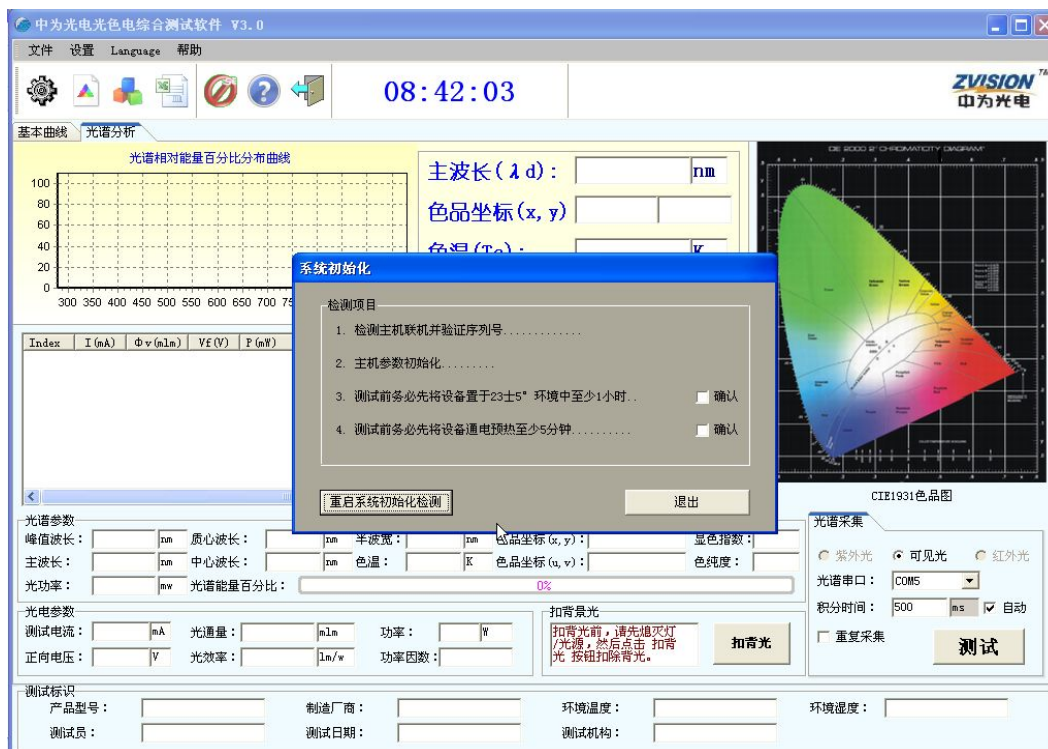 中为光电光色电综合测试软件 V3.0
文件 设置 Language 帮助
08:42:03
ZVISION TM
中为光电
基本曲线 光谱分析
光谱相对能量百分比分布曲线
100
80
60
40
20
0
300 350 400 450 500 550 600 650 700
主波长(λd): nm
色品坐标(x,y)
色温(Tc): K
CIE 2000 2° CHROMATICITY DIAGRAM
CIE1931色品图
Index I(mA) Φv(mlm) Vf(V) P(mW)
系统初始化
检测项目
1. 检测主机联机并验证序列号.............
2. 主机参数初始化.........
3. 测试前务必先将设备置于23士5° 环境中至少1小时.. 确认
4. 测试前务必先将设备通电预热至少5分钟.......... 确认
重启系统初始化检测 退出
光谱参数
峰值波长: nm 质心波长: nm 半波宽: nm 色品坐标(x,y): 显色指数:
主波长: nm 中心波长: nm 色温: K 色品坐标(u,v): 色纯度:
光功率: mw 光谱能量百分比: 0%
光电参数
测试电流: mA 光通量: mlm 功率: W
正向电压: V 光效率: lm/w 功率因数:
扣背景光
扣背光前，请先熄灭灯
/光源，然后点击 扣背
光 按钮扣除背光。
扣背光
光谱采集
紫外光 可见光 红外光
光谱串口: COM5
积分时间: 500 ms 自动
重复采集 测试
测试标识
产品型号: 制造厂商: 环境温度: 环境湿度:
测试员: 测试日期: 测试机构: